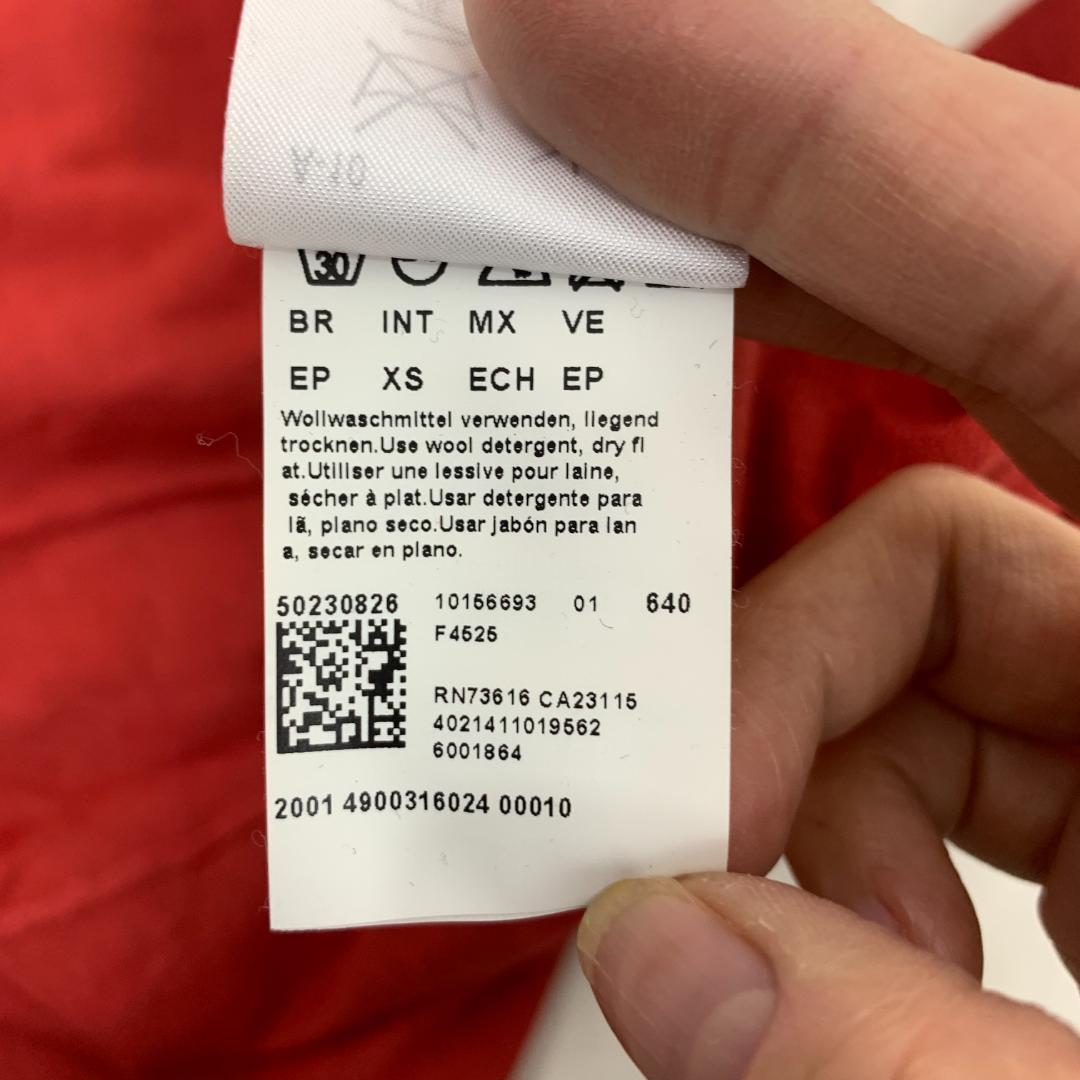 30
BR INT MX VE
EP XS ECH EP
Wollwaschmittel verwenden, liegend
trocknen.Use wool detergent, dry fl
at.Utiliser une lessive pour laine,
sécher à plat.Usar detergente para
lã, plano seco.Usar jabón para lan
a, secar en plano.
50230826 10156693 01 640
F4525
RN73616 CA23115
4021411019562
6001864
2001 4900316024 00010